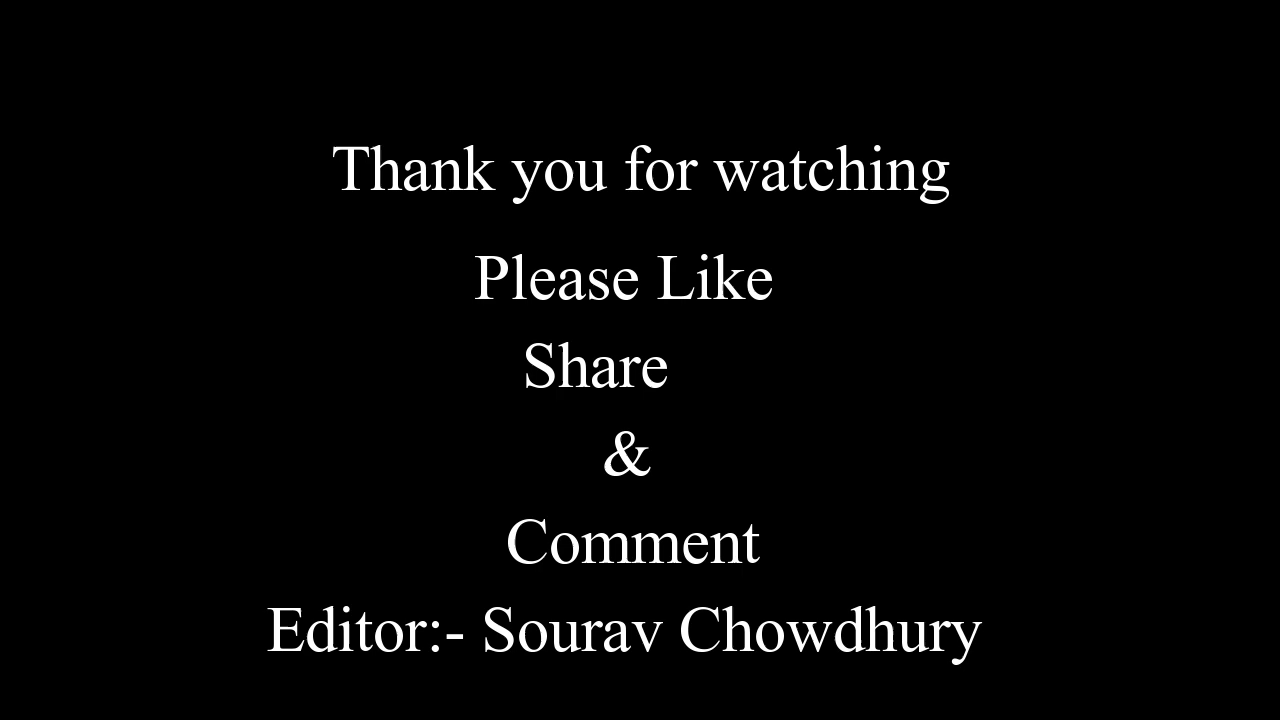 Thank you for watching
Please Like
Share
&
Comment
Editor:- Sourav Chowdhury